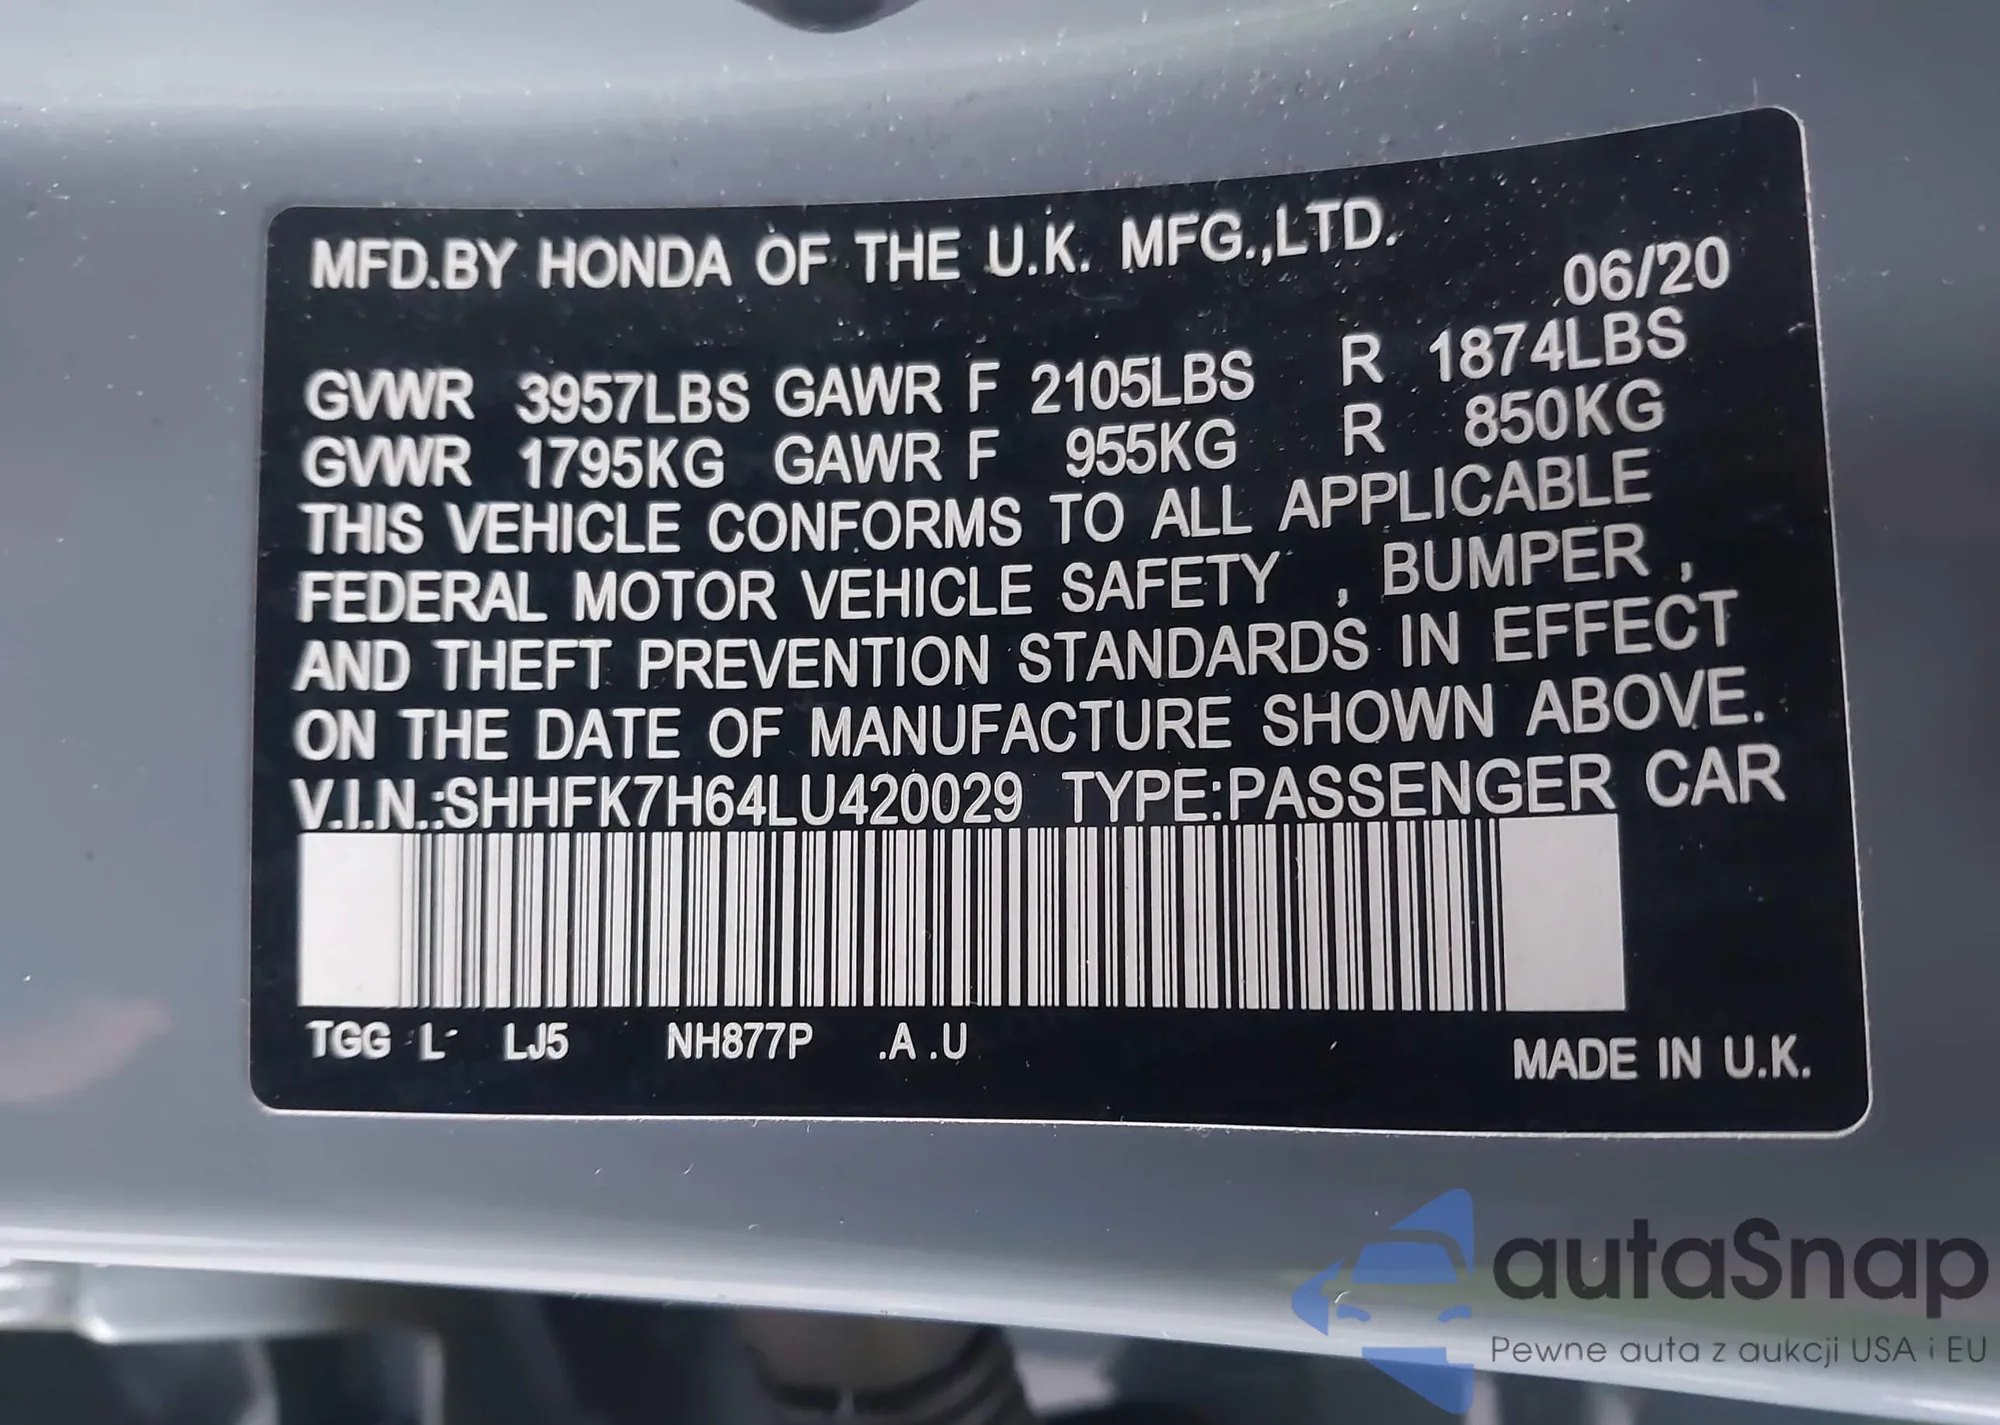 MFD.BY HONDA OF THE U.K. MFG.,LTD.
06/20
GVWR 3957LBS GAWR F 2105LBS R 1874LBS
GVWR 1795KG GAWR F 955KG R 850KG
THIS VEHICLE CONFORMS TO ALL APPLICABLE
FEDERAL MOTOR VEHICLE SAFETY , BUMPER ,
AND THEFT PREVENTION STANDARDS IN EFFECT
ON THE DATE OF MANUFACTURE SHOWN ABOVE.
V.I.N.:SHHFK7H64LU420029 TYPE:PASSENGER CAR
TGG L LJ5 NH877P .A .U
MADE IN U.K.
autaSnap
Pewne auta z aukcji USA i EU